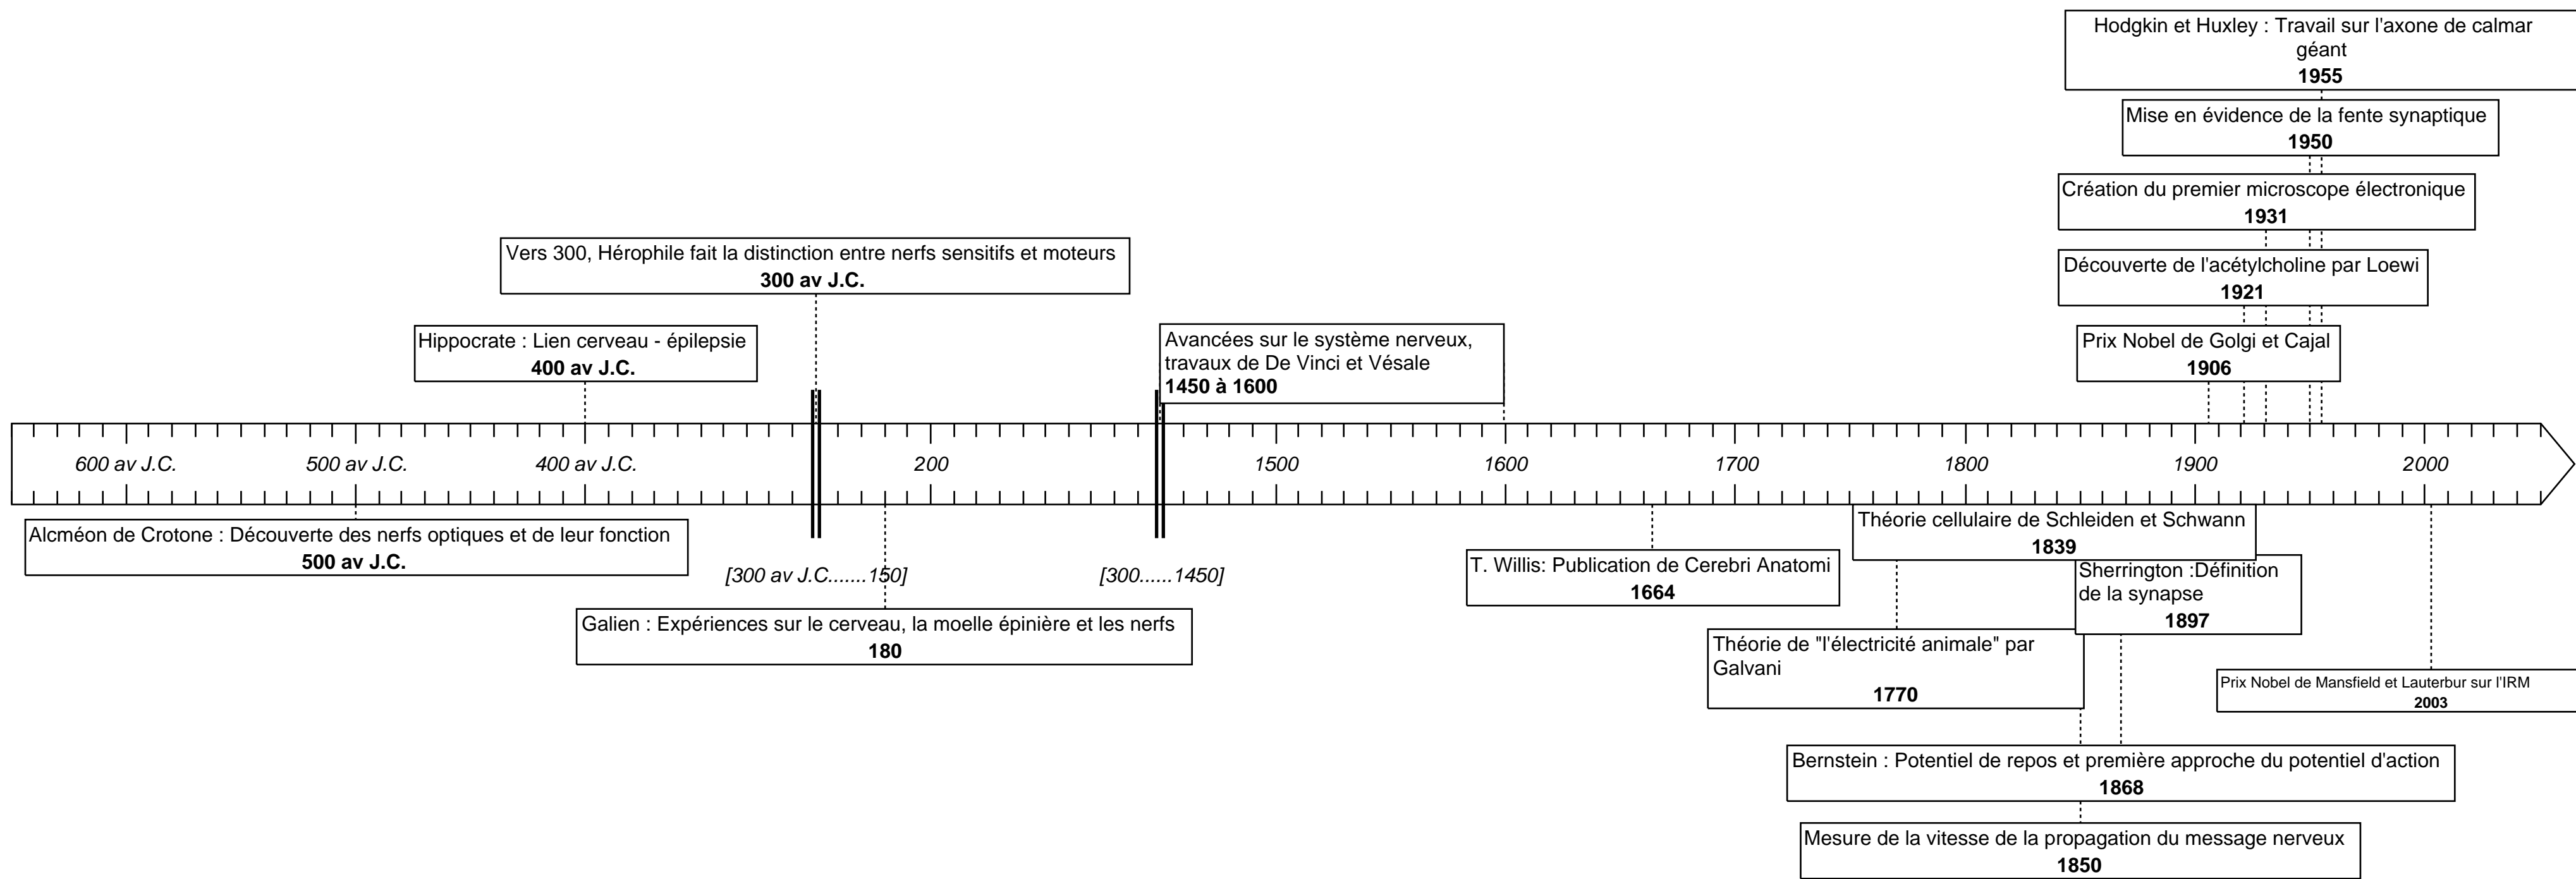 Hodgkin et Huxley : Travail sur l'axone de calmar
géant
1955
Mise en évidence de la fente synaptique
1950
Création du premier microscope électronique
1931
Vers 300, Hérophile fait la distinction entre nerfs sensitifs et moteurs
300 av J.C.
Découverte de l'acétylcholine par Loewi
1921
Hippocrate : Lien cerveau - épilepsie
400 av J.C.
Avancées sur le système nerveux,
travaux de De Vinci et Vésale
1450 à 1600
Prix Nobel de Golgi et Cajal
1906
600 av J.C.
500 av J.C.
400 av J.C.
200
1500
1600
1700
1800
1900
2000
Alcméon de Crotone : Découverte des nerfs optiques et de leur fonction
500 av J.C.
[300 av J.C.......150]
[300......1450]
Théorie cellulaire de Schleiden et Schwann
1839
T. Willis: Publication de Cerebri Anatomi
1664
Sherrington :Définition
de la synapse
1897
Galien : Expériences sur le cerveau, la moelle épinière et les nerfs
180
Théorie de "l'électricité animale" par
Galvani
1770
Prix Nobel de Mansfield et Lauterbur sur l'IRM
2003
Bernstein : Potentiel de repos et première approche du potentiel d'action
1868
Mesure de la vitesse de la propagation du message nerveux
1850